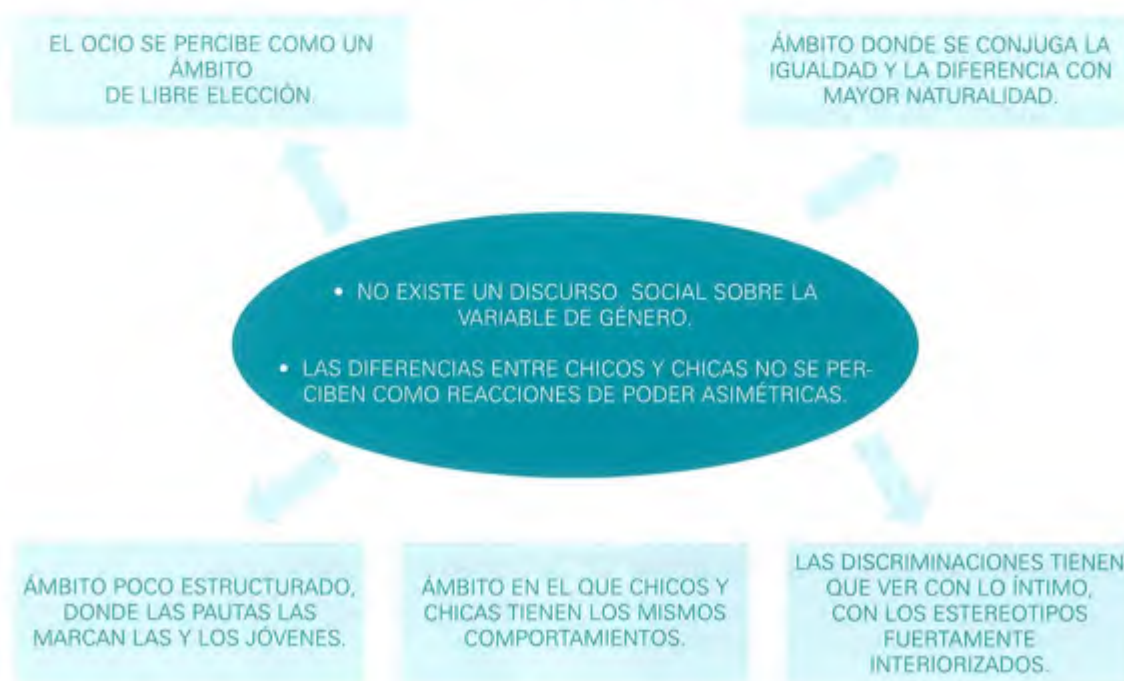 EL OCIO SE PERCIBE COMO UN
ÁMBITO
DE LIBRE ELECCIÓN.
ÁMBITO DONDE SE CONJUGA LA
IGUALDAD Y LA DIFERENCIA CON
MAYOR NATURALIDAD.
• NO EXISTE UN DISCURSO SOCIAL SOBRE LA
VARIABLE DE GÉNERO.
• LAS DIFERENCIAS ENTRE CHICOS Y CHICAS NO SE PER-
CIBEN COMO REACCIONES DE PODER ASIMÉTRICAS.
ÁMBITO POCO ESTRUCTURADO,
DONDE LAS PAUTAS LAS
MARCAN LAS Y LOS JÓVENES.
ÁMBITO EN EL QUE CHICOS Y
CHICAS TIENEN LOS MISMOS
COMPORTAMIENTOS.
LAS DISCRIMINACIONES TIENEN
QUE VER CON LO ÍNTIMO,
CON LOS ESTEREOTIPOS
FUERTAMENTE
INTERIORIZADOS.